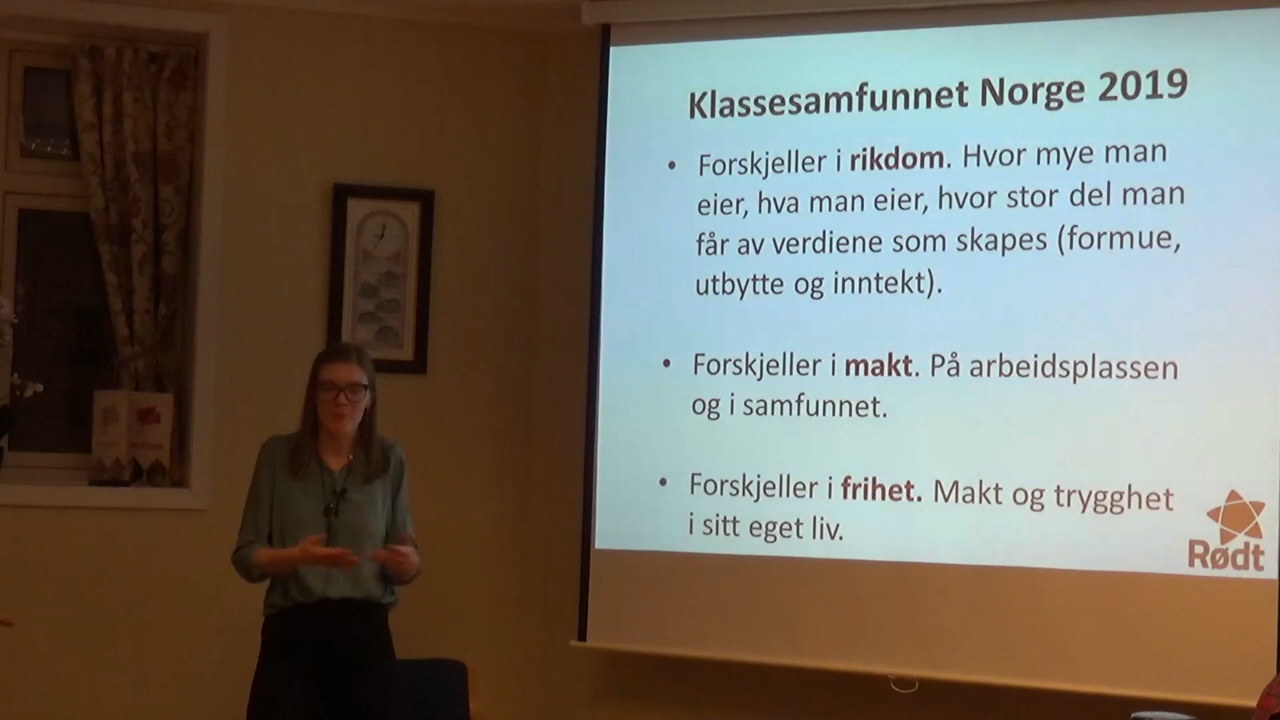 Klassesamfunnet Norge 2019
• Forskjeller i rikdom. Hvor mye man
eier, hva man eier, hvor stor del man
får av verdiene som skapes (formue,
utbytte og inntekt).
• Forskjeller i makt. På arbeidsplassen
og i samfunnet.
• Forskjeller i frihet. Makt og trygghet
i sitt eget liv.
Rødt